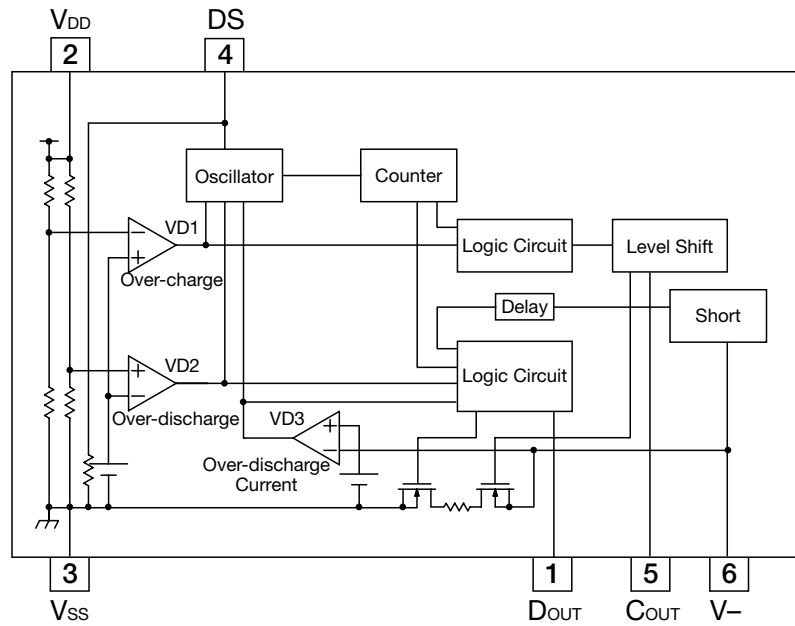 VDD
DS
2
4
Oscillator
Counter
VD1
−
+
Over-charge
Logic Circuit
Level Shift
Delay
Short
VD2
+
−
Over-discharge
Logic Circuit
VD3
+
−
Over-discharge
Current
3
1
5
6
VSS
DOUT
COUT
V−